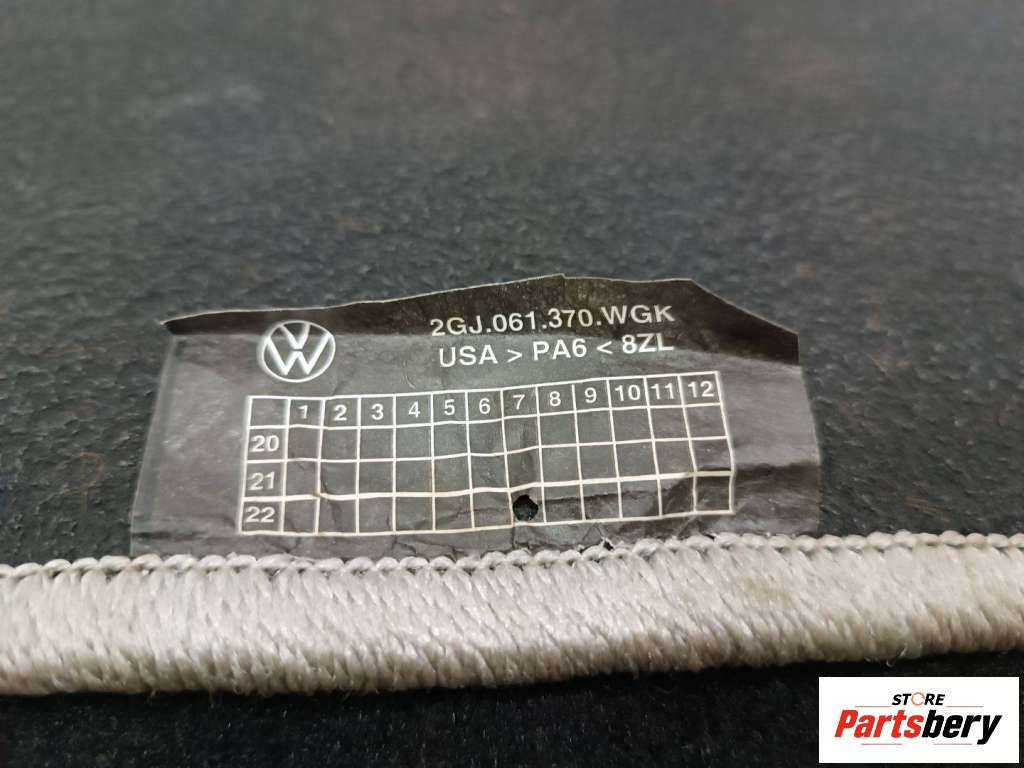 2GJ.061.370.WGK
USA > PA6 < 8ZL
1 2 3 4 5 6 7 8 9 10 11 12
20
21
22
STORE
Partsbery